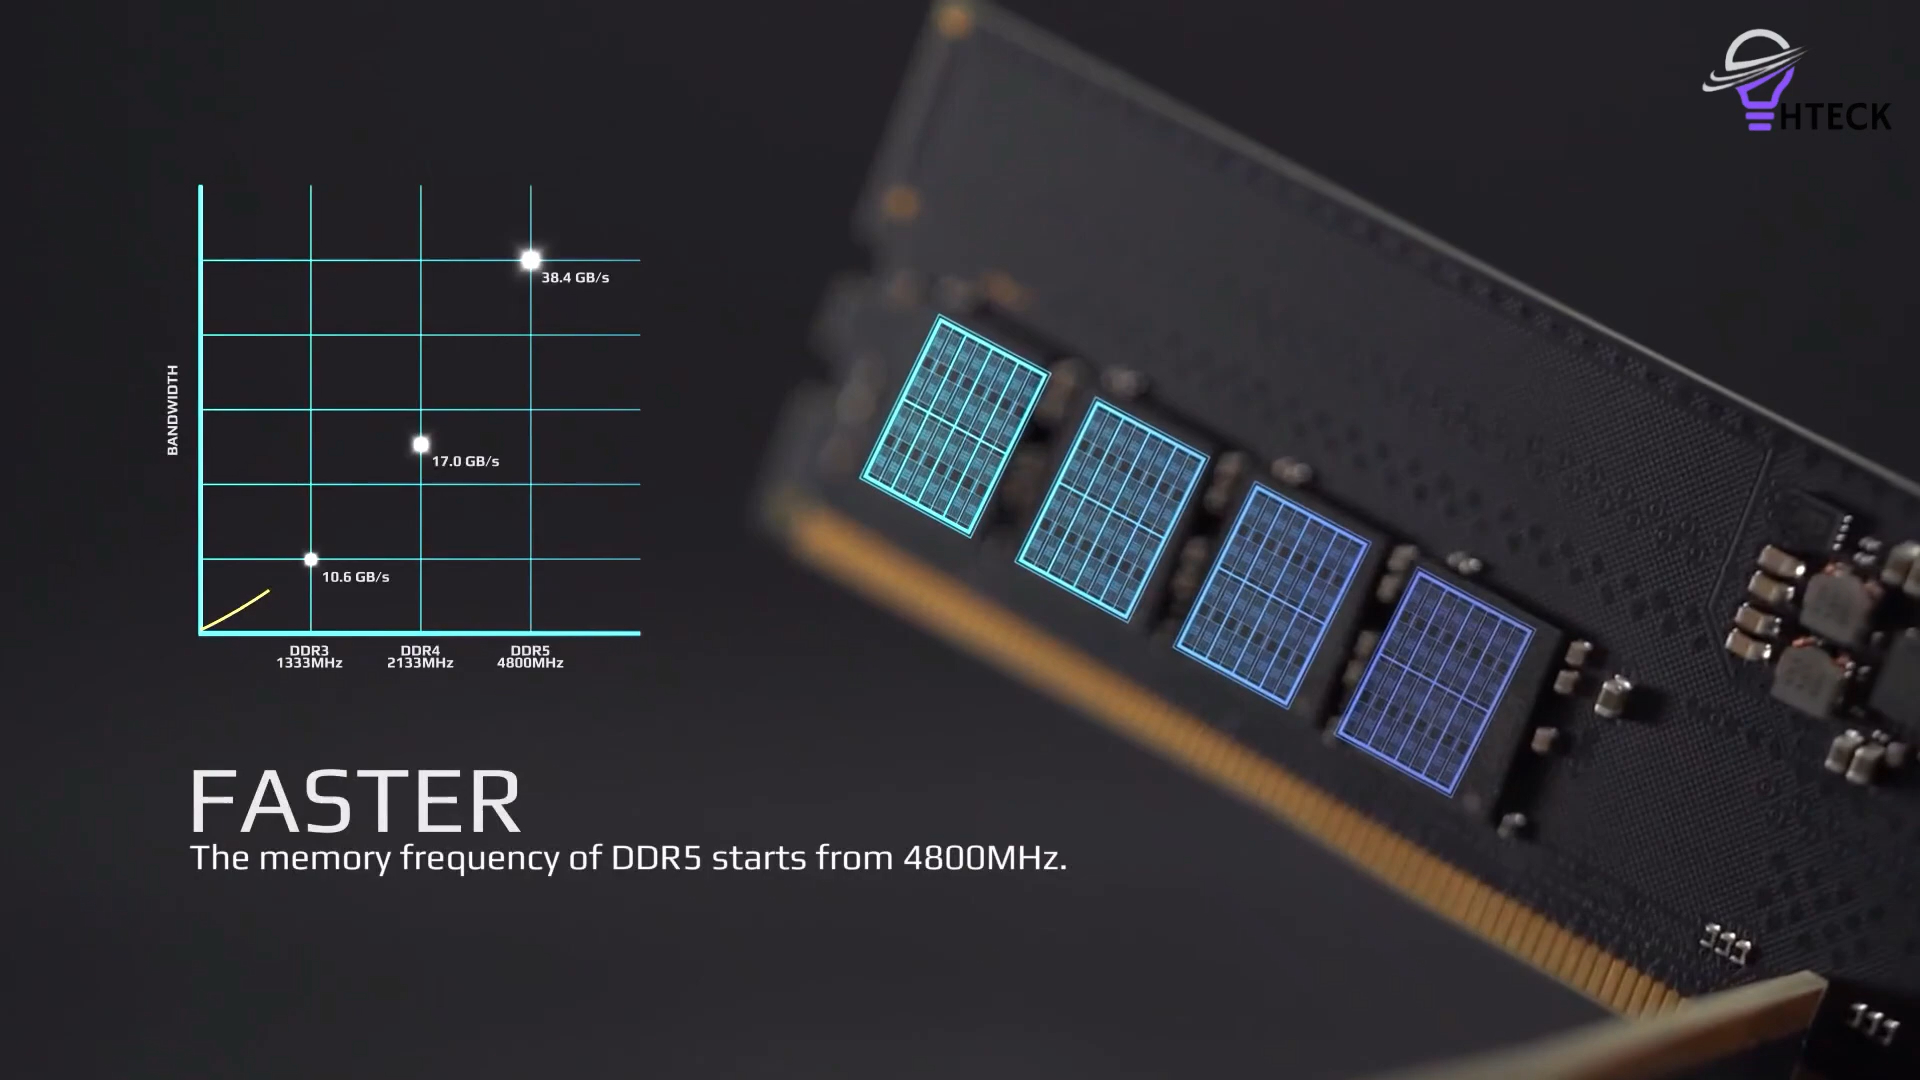 HTECK
38.4 GB/s
17.0 GB/s
10.6 GB/s
BANDWIDTH
DDR3 DDR4 DDR5
1333MHz 2133MHz 4800MHz
FASTER
The memory frequency of DDR5 starts from 4800MHz.